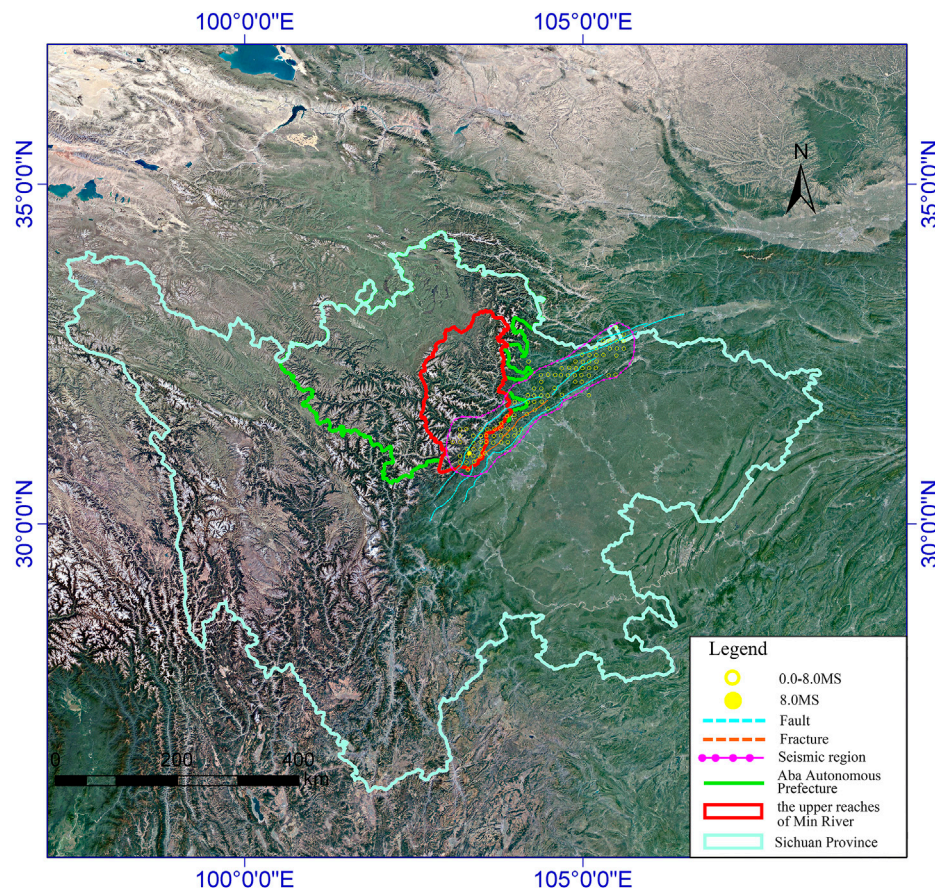 100°0'0"E
105°0'0"E
35°0'0"N
35°0'0"N
N
30°0'0"N
30°0'0"N
Legend
0.0-8.0MS
8.0MS
Fault
Fracture
Seismic region
Aba Autonomous
Prefecture
the upper reaches
of Min River
Sichuan Province
0 200 400
km
100°0'0"E
105°0'0"E